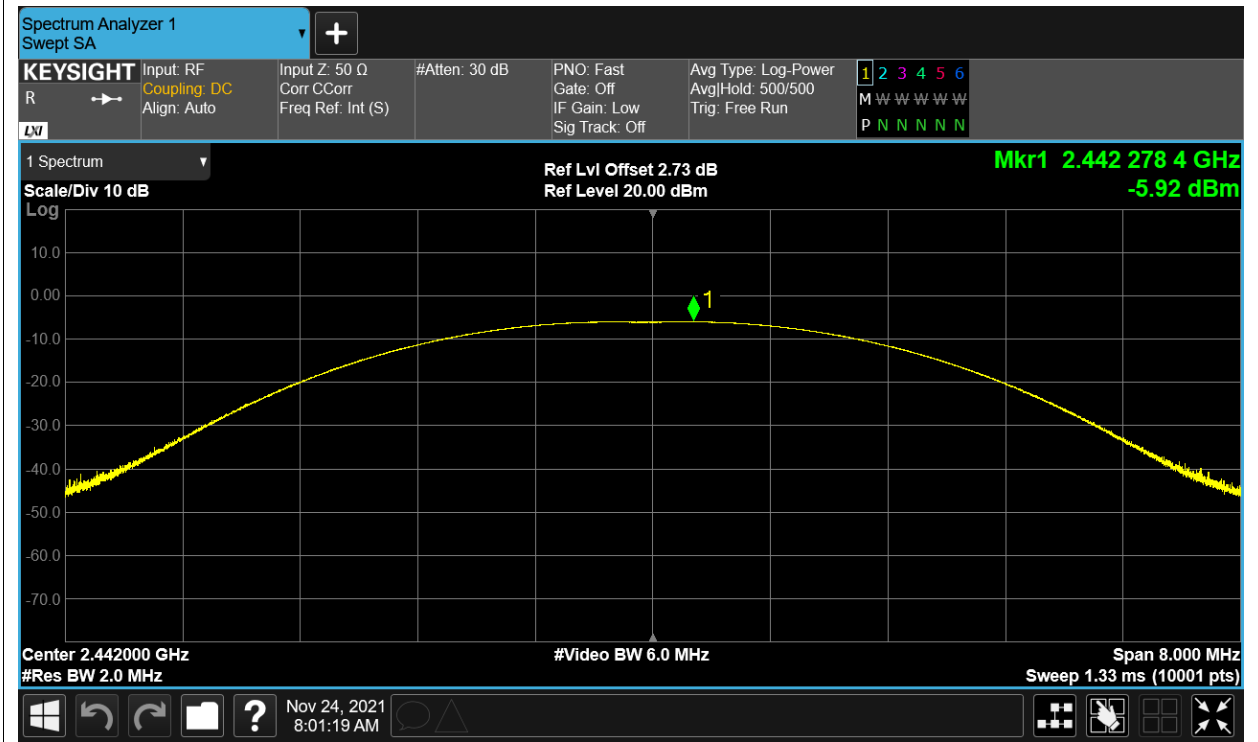 Spectrum Analyzer 1
Swept SA
KEYSIGHT
R
LXI
Input: RF
Coupling: DC
Align: Auto
Input Z: 50 Ω
Corr CCorr
Freq Ref: Int (S)
#Atten: 30 dB
PNO: Fast
Gate: Off
IF Gain: Low
Sig Track: Off
Avg Type: Log-Power
Avg|Hold: 500/500
Trig: Free Run
1 2 3 4 5 6
M W W W W W
P N N N N N
1 Spectrum
Scale/Div 10 dB
Ref Lvl Offset 2.73 dB
Ref Level 20.00 dBm
Mkr1 2.442 278 4 GHz
-5.92 dBm
Log
10.0
0.00
-10.0
-20.0
-30.0
-40.0
-50.0
-60.0
-70.0
1
Center 2.442000 GHz
#Res BW 2.0 MHz
#Video BW 6.0 MHz
Span 8.000 MHz
Sweep 1.33 ms (10001 pts)
?
Nov 24, 2021
8:01:19 AM